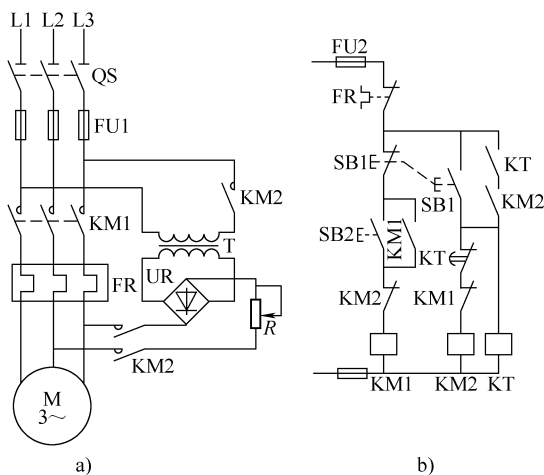 L1 L2 L3
QS
FU1
KM2
KM1
T
UR
FR
R
KM2
M
3~
a)
FU2
FR
SB1
KT
SB1
KM2
SB2
KM1
KT
KM2
KM1
KM1
KM2
KT
b)